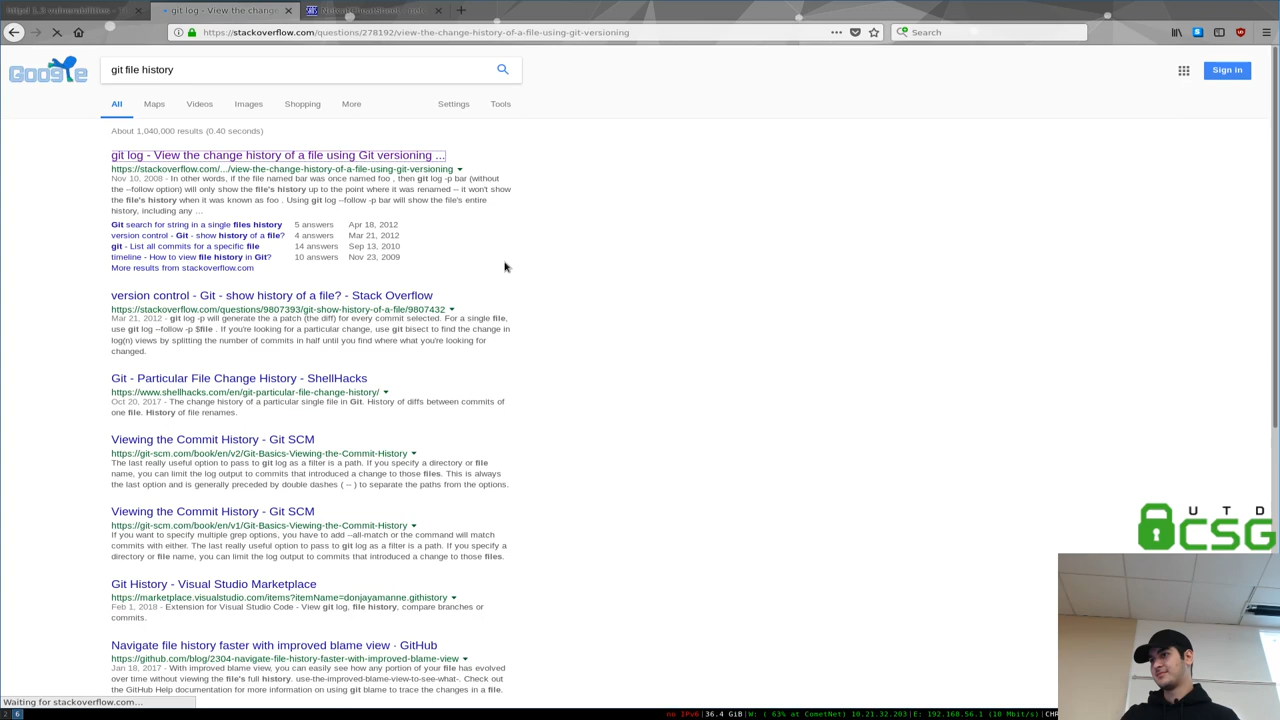 httpd 1.3 vulnerabilities -
git log - View the change
https://stackoverflow.com/questions/278192/view-the-change-history-of-a-file-using-git-versioning
Search
Google
git file history
Sign in
All
Maps
Videos
Images
Shopping
More
Settings
Tools
About 1,040,000 results (0.40 seconds)
git log - View the change history of a file using Git versioning ...
https://stackoverflow.com/.../view-the-change-history-of-a-file-using-git-versioning
Nov 10, 2008 - In other words, if the file named bar was once named foo , then git log -p bar (without
the --follow option) will only show the file's history up to the point where it was renamed -- it won't show
the file's history when it was known as foo . Using git log --follow -p bar will show the file's entire
history, including any ...
Git search for string in a single files history 5 answers Apr 18, 2012
version control - Git - show history of a file? 4 answers Mar 21, 2012
git - List all commits for a specific file 14 answers Sep 13, 2010
timeline - How to view file history in Git? 10 answers Nov 23, 2009
More results from stackoverflow.com
version control - Git - show history of a file? - Stack Overflow
https://stackoverflow.com/questions/9807393/git-show-history-of-a-file/9807432
Mar 21, 2012 - git log -p will generate the a patch (the diff) for every commit selected. For a single file,
use git log --follow -p $file . If you're looking for a particular change, use git bisect to find the change in
log(n) views by splitting the number of commits in half until you find where what you're looking for
changed.
Git - Particular File Change History - ShellHacks
https://www.shellhacks.com/en/git-particular-file-change-history/
Oct 20, 2017 - The change history of a particular single file in Git. History of diffs between commits of
one file. History of file renames.
Viewing the Commit History - Git SCM
https://git-scm.com/book/en/v2/Git-Basics-Viewing-the-Commit-History
The last really useful option to pass to git log as a filter is a path. If you specify a directory or file
name, you can limit the log output to commits that introduced a change to those files. This is always
the last option and is generally preceded by double dashes ( -- ) to separate the paths from the options.
Viewing the Commit History - Git SCM
https://git-scm.com/book/en/v1/Git-Basics-Viewing-the-Commit-History
If you want to specify multiple grep options, you have to add --all-match or the command will match
commits with either. The last really useful option to pass to git log as a filter is a path. If you specify a
directory or file name, you can limit the log output to commits that introduced a change to those files.
Git History - Visual Studio Marketplace
https://marketplace.visualstudio.com/items?itemName=donjayamanne.githistory
Feb 1, 2018 - Extension for Visual Studio Code - View git log, file history, compare branches or
commits.
Navigate file history faster with improved blame view · GitHub
https://github.com/blog/2304-navigate-file-history-faster-with-improved-blame-view
Jan 18, 2017 - With improved blame view, you can easily see how any portion of your file has evolved
over time without viewing the file's full history. use-the-improved-blame-view-to-see-what-. Check out
the GitHub Help documentation for more information on using git blame to trace the changes in a file.
UTD
CSG
Waiting for stackoverflow.com...
2 6
no IPv6|36.4 GiB|W: ( 63% at CometNet) 10.21.32.203|E: 192.168.56.1 (10 Mbit/s)|CHR